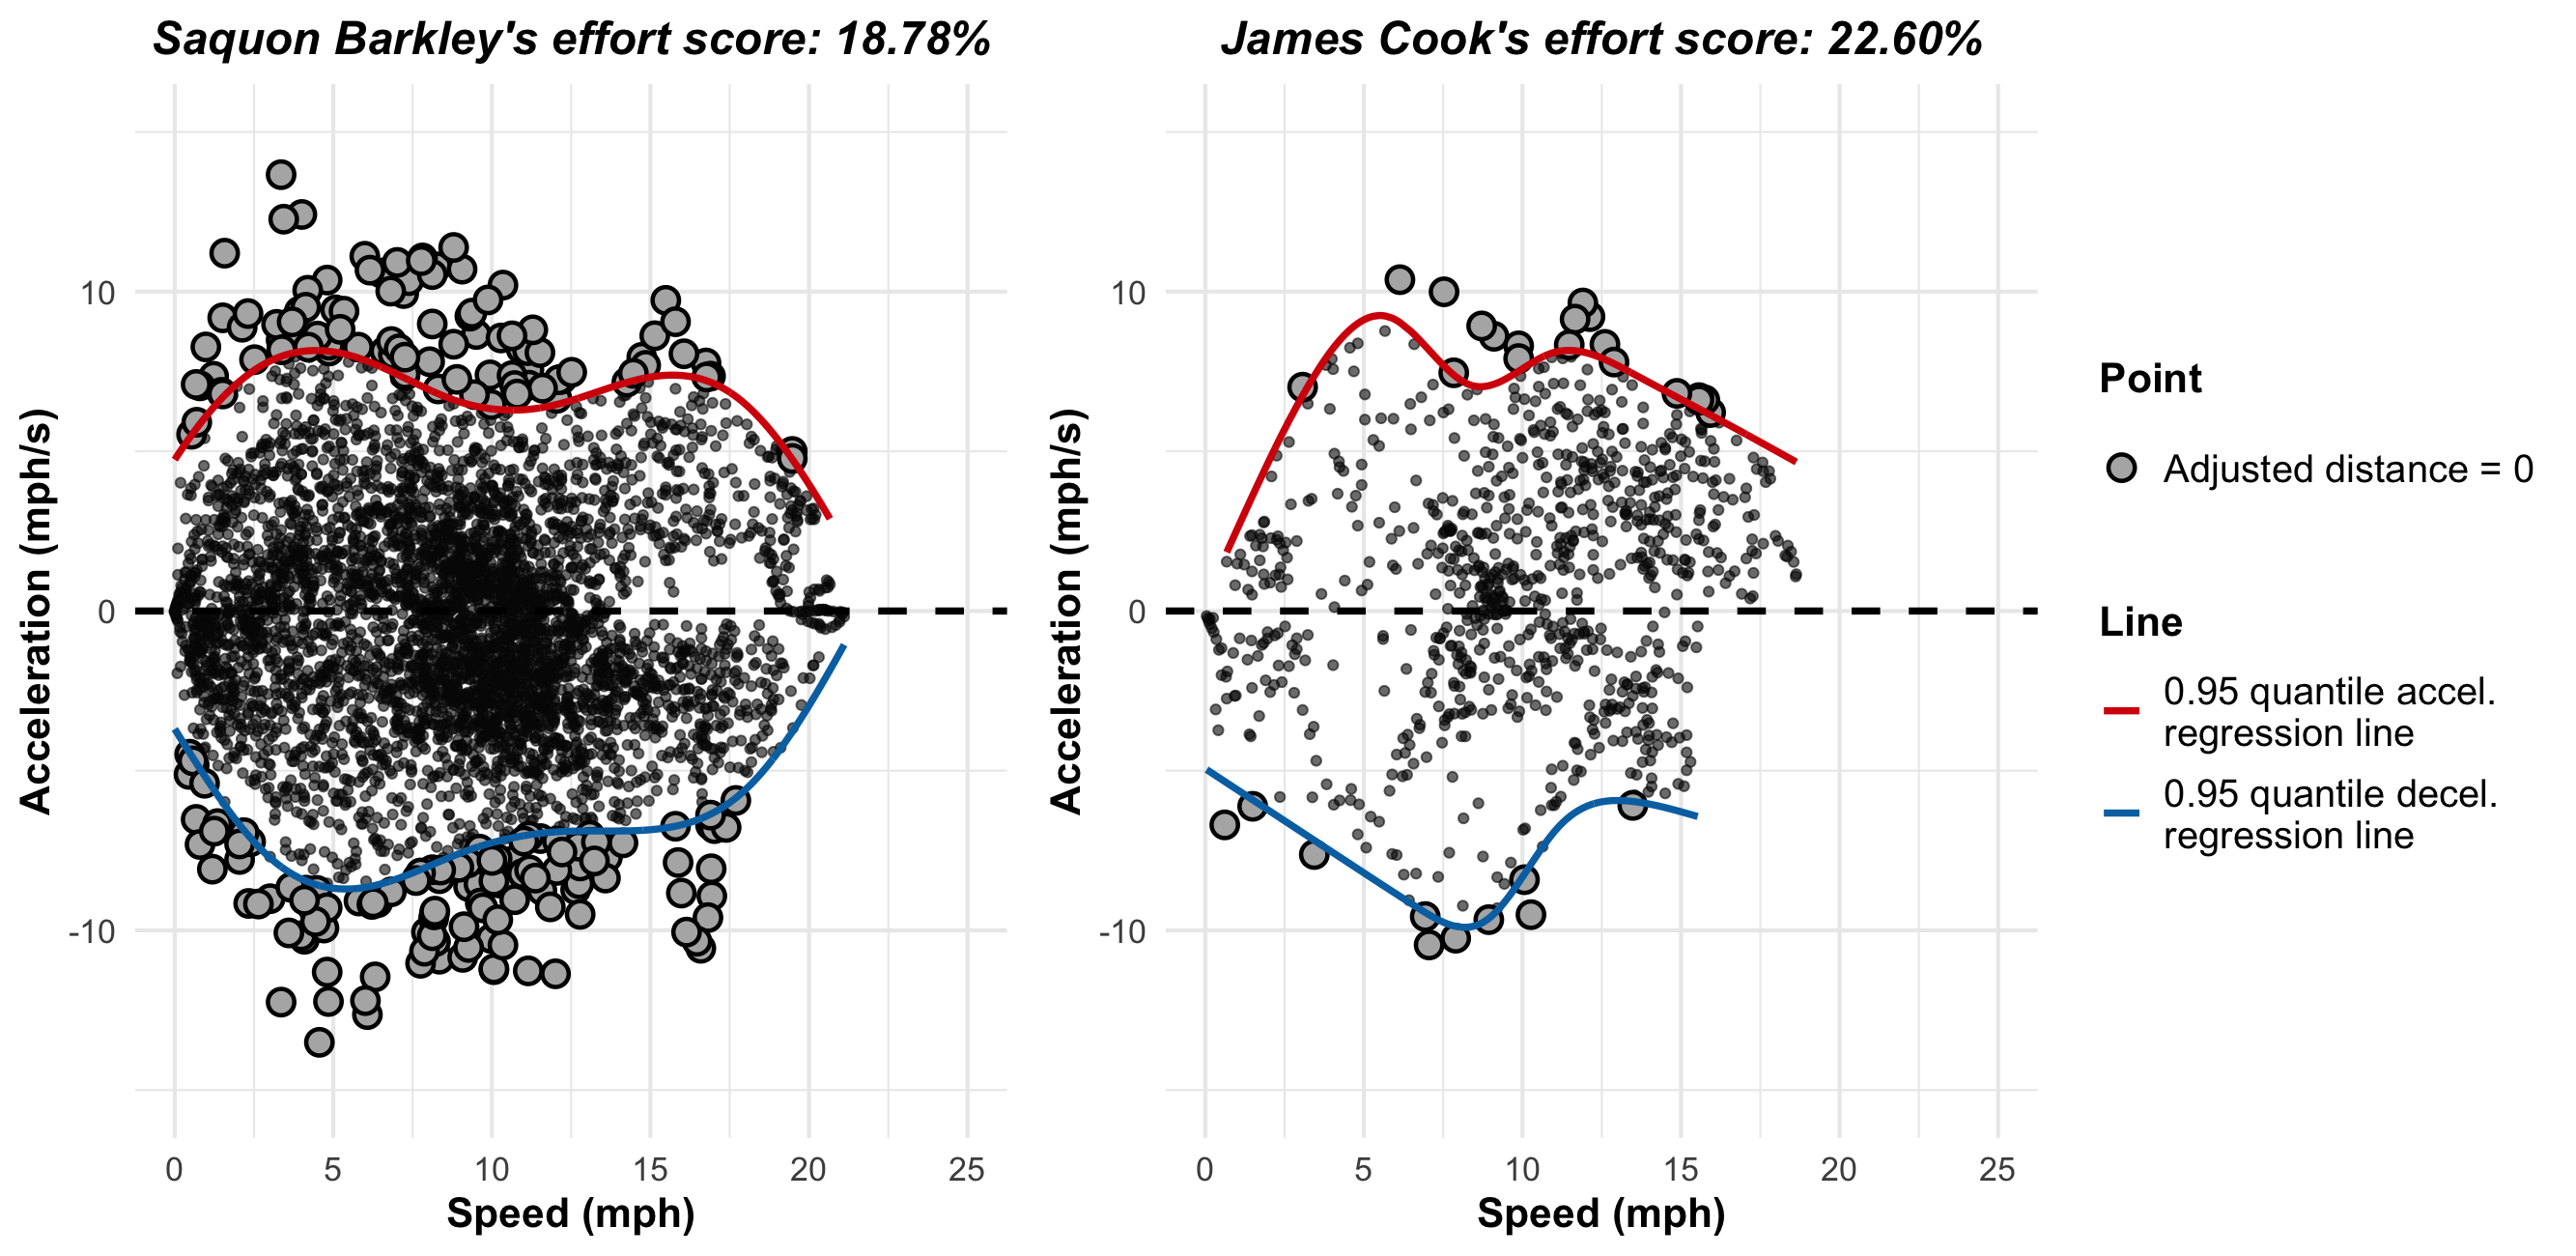 Saquon Barkley's effort score: 18.78%
Acceleration (mph/s)
10
0
-10
0 5 10 15 20 25
Speed (mph)
James Cook's effort score: 22.60%
Acceleration (mph/s)
10
0
-10
0 5 10 15 20 25
Speed (mph)
Point
Adjusted distance = 0
Line
0.95 quantile accel.
regression line
0.95 quantile decel.
regression line